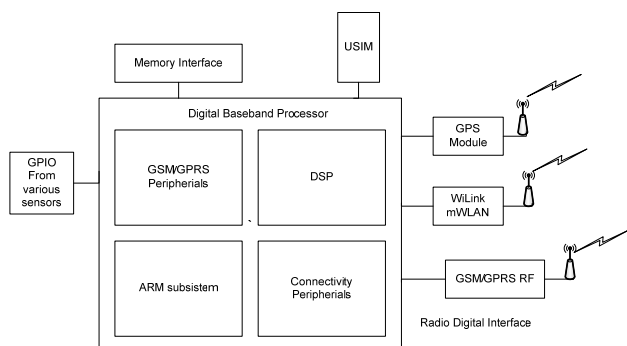 USIM
Memory Interface
Digital Baseband Processor
GPS
Module
GPIO
From
various
sensors
GSM/GPRS
Peripherials
DSP
WiLink
mWLAN
ARM subsistem
Connectivity
Peripherials
GSM/GPRS RF
Radio Digital Interface